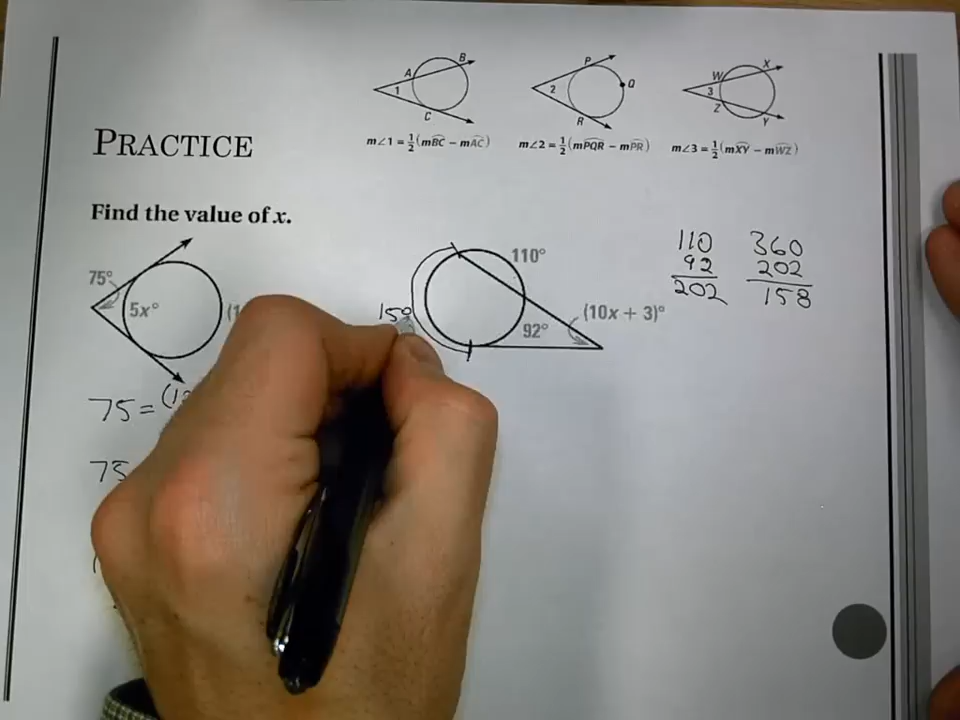 B
A
1
C
P
Q
2
R
X
W
3
Z
Y
m∠1 = 1/2(mBC − mAC)
m∠2 = 1/2(mPQR − mPR)
m∠3 = 1/2(mXY − mWZ)
PRACTICE
Find the value of x.
75°
5x°
110°
92°
(10x + 3)°
110
92
202
360
202
158
75 =
75